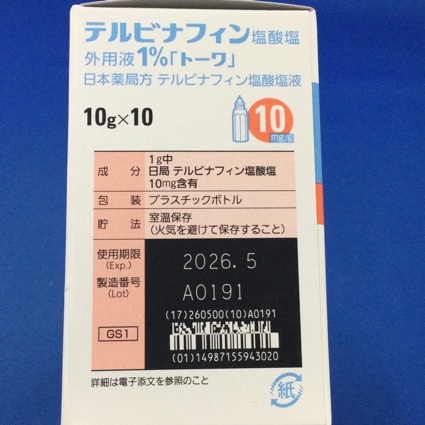 テルビナフィン塩酸塩
外用液1%「トーワ」
日本薬局方 テルビナフィン塩酸塩液
10g×10
10
mg/g
成 分
1g中
日局 テルビナフィン塩酸塩
10mg含有
包 装 プラスチックボトル
貯 法
室温保存
(火気を避けて保存すること)
使用期限
(Exp.)
2026.5
製造番号
(Lot)
A0191
(17)260500(10)A0191
GS1
(01)14987155943020
詳細は電子添文を参照のこと
紙